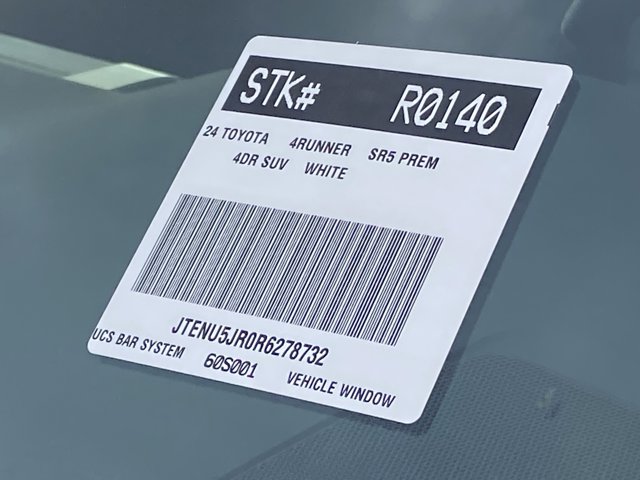 STK# R0140
24 TOYOTA 4RUNNER SR5 PREM
4DR SUV WHITE
JTENU5JR0R6278732
UCS BAR SYSTEM 60S001 VEHICLE WINDOW